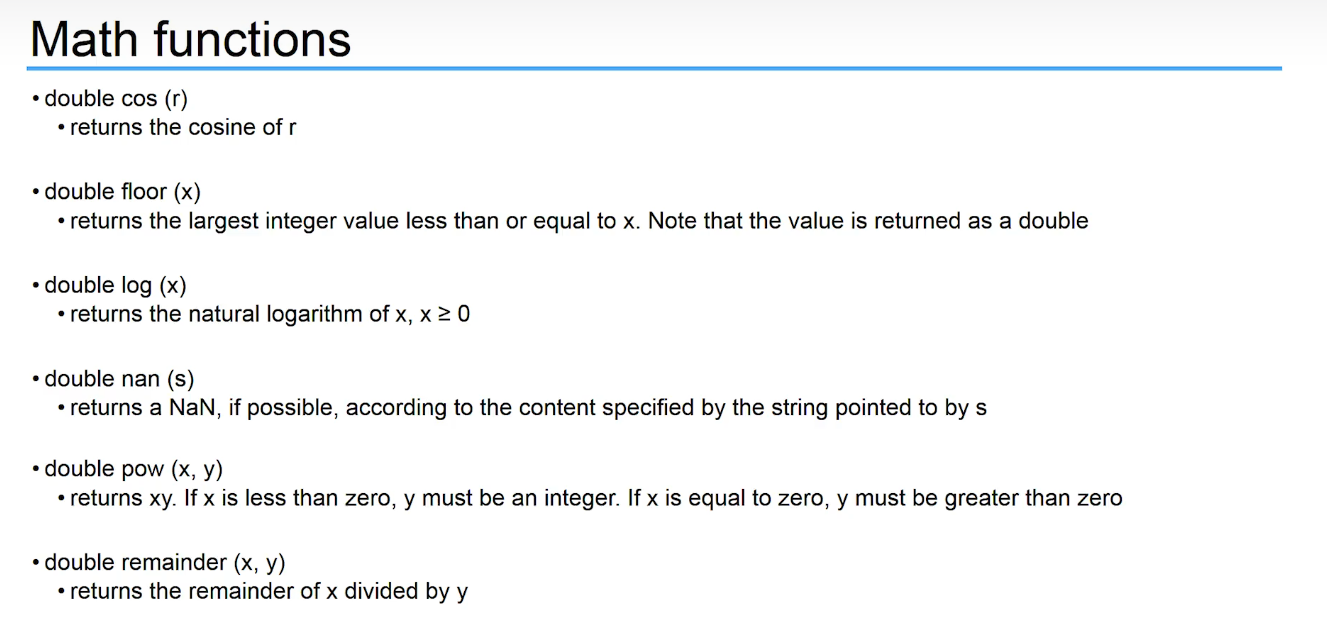 Math functions
• double cos (r)
• returns the cosine of r
• double floor (x)
• returns the largest integer value less than or equal to x. Note that the value is returned as a double
• double log (x)
• returns the natural logarithm of x, x ≥ 0
• double nan (s)
• returns a NaN, if possible, according to the content specified by the string pointed to by s
• double pow (x, y)
• returns xy. If x is less than zero, y must be an integer. If x is equal to zero, y must be greater than zero
• double remainder (x, y)
• returns the remainder of x divided by y